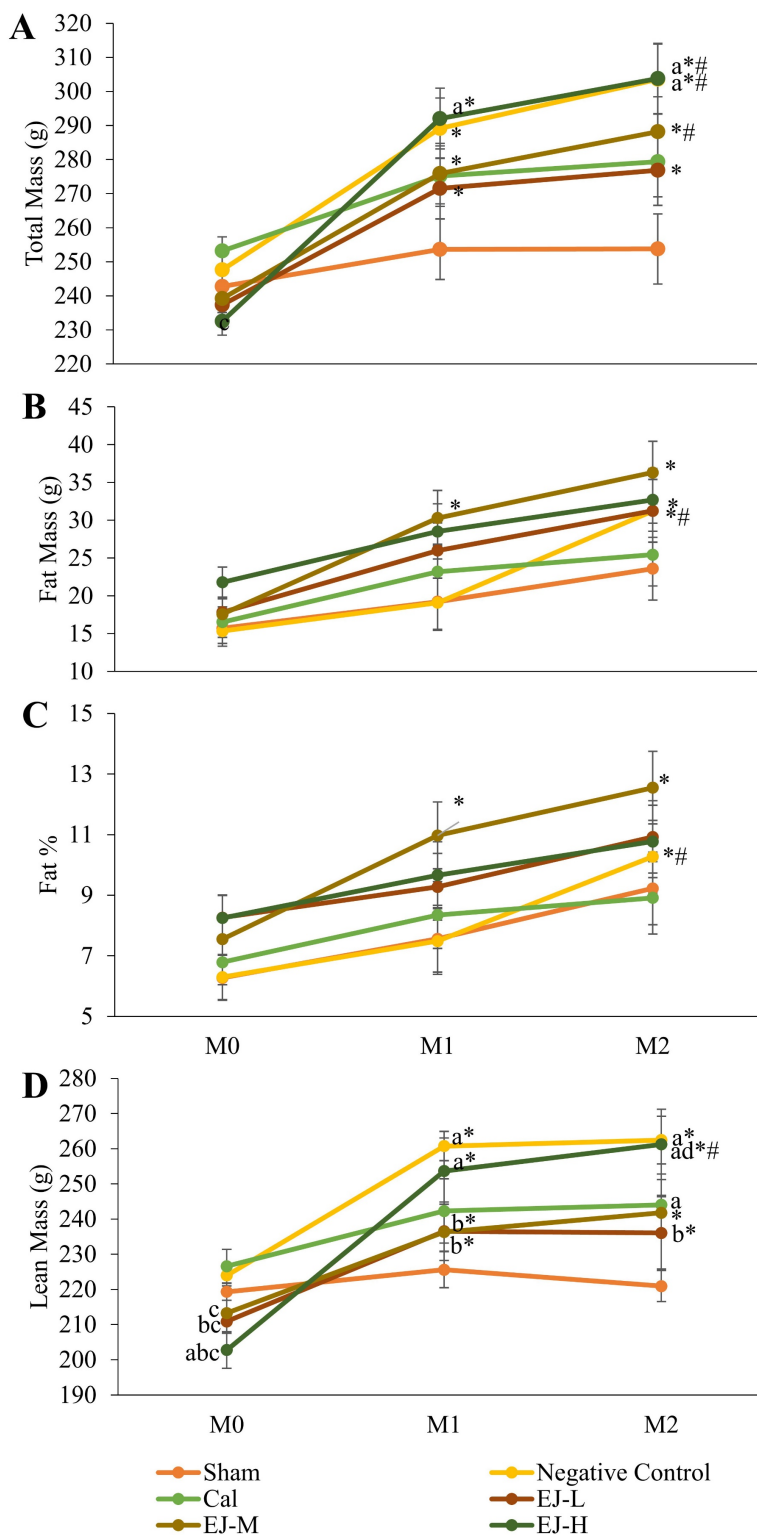 A
Total Mass (g)
320
310
300
290
280
270
260
250
240
230
220
a*#
a*#
a*
*
*
*
*#
*
c
B
Fat Mass (g)
45
40
35
30
25
20
15
10
*
*
*
*#
C
Fat %
15
13
11
9
7
5
*
*
*#
M0 M1 M2
D
Lean Mass (g)
280
270
260
250
240
230
220
210
200
190
a*
a*
a*
ad*#
b*
b*
a
*
b*
c
bc
abc
M0 M1 M2
Sham Negative Control
Cal EJ-L
EJ-M EJ-H